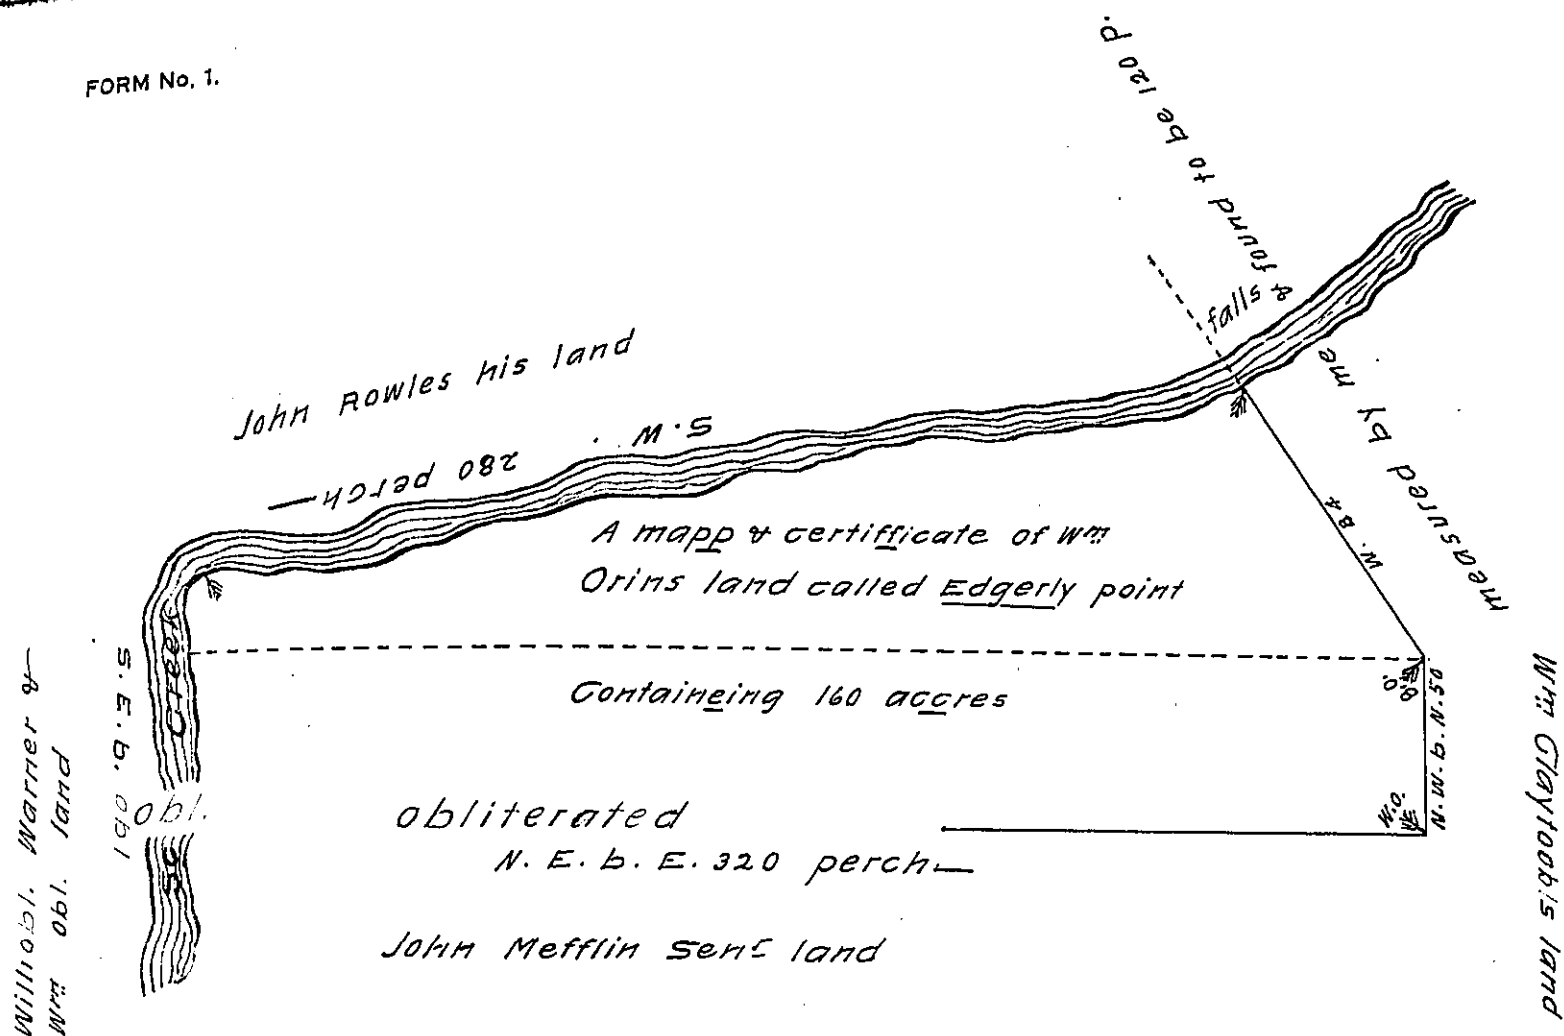 FORM No. 1.
measured by me
falls & found to be 120 p.
John Rowles his land
S. W.
280 perch
A mapp & certifficate of Wm
Orins land called Edgerly point
W. 84
Containeing 160 accres
B.O.
N. W. b. N. 50
W.O.
Creek
obl.
S. E. b. obl
obliterated
N. E. b. E. 320 perch
John Mefflin Senr land
Willi obl. Warner &
Wm obl. land
Wm Claytoobis land